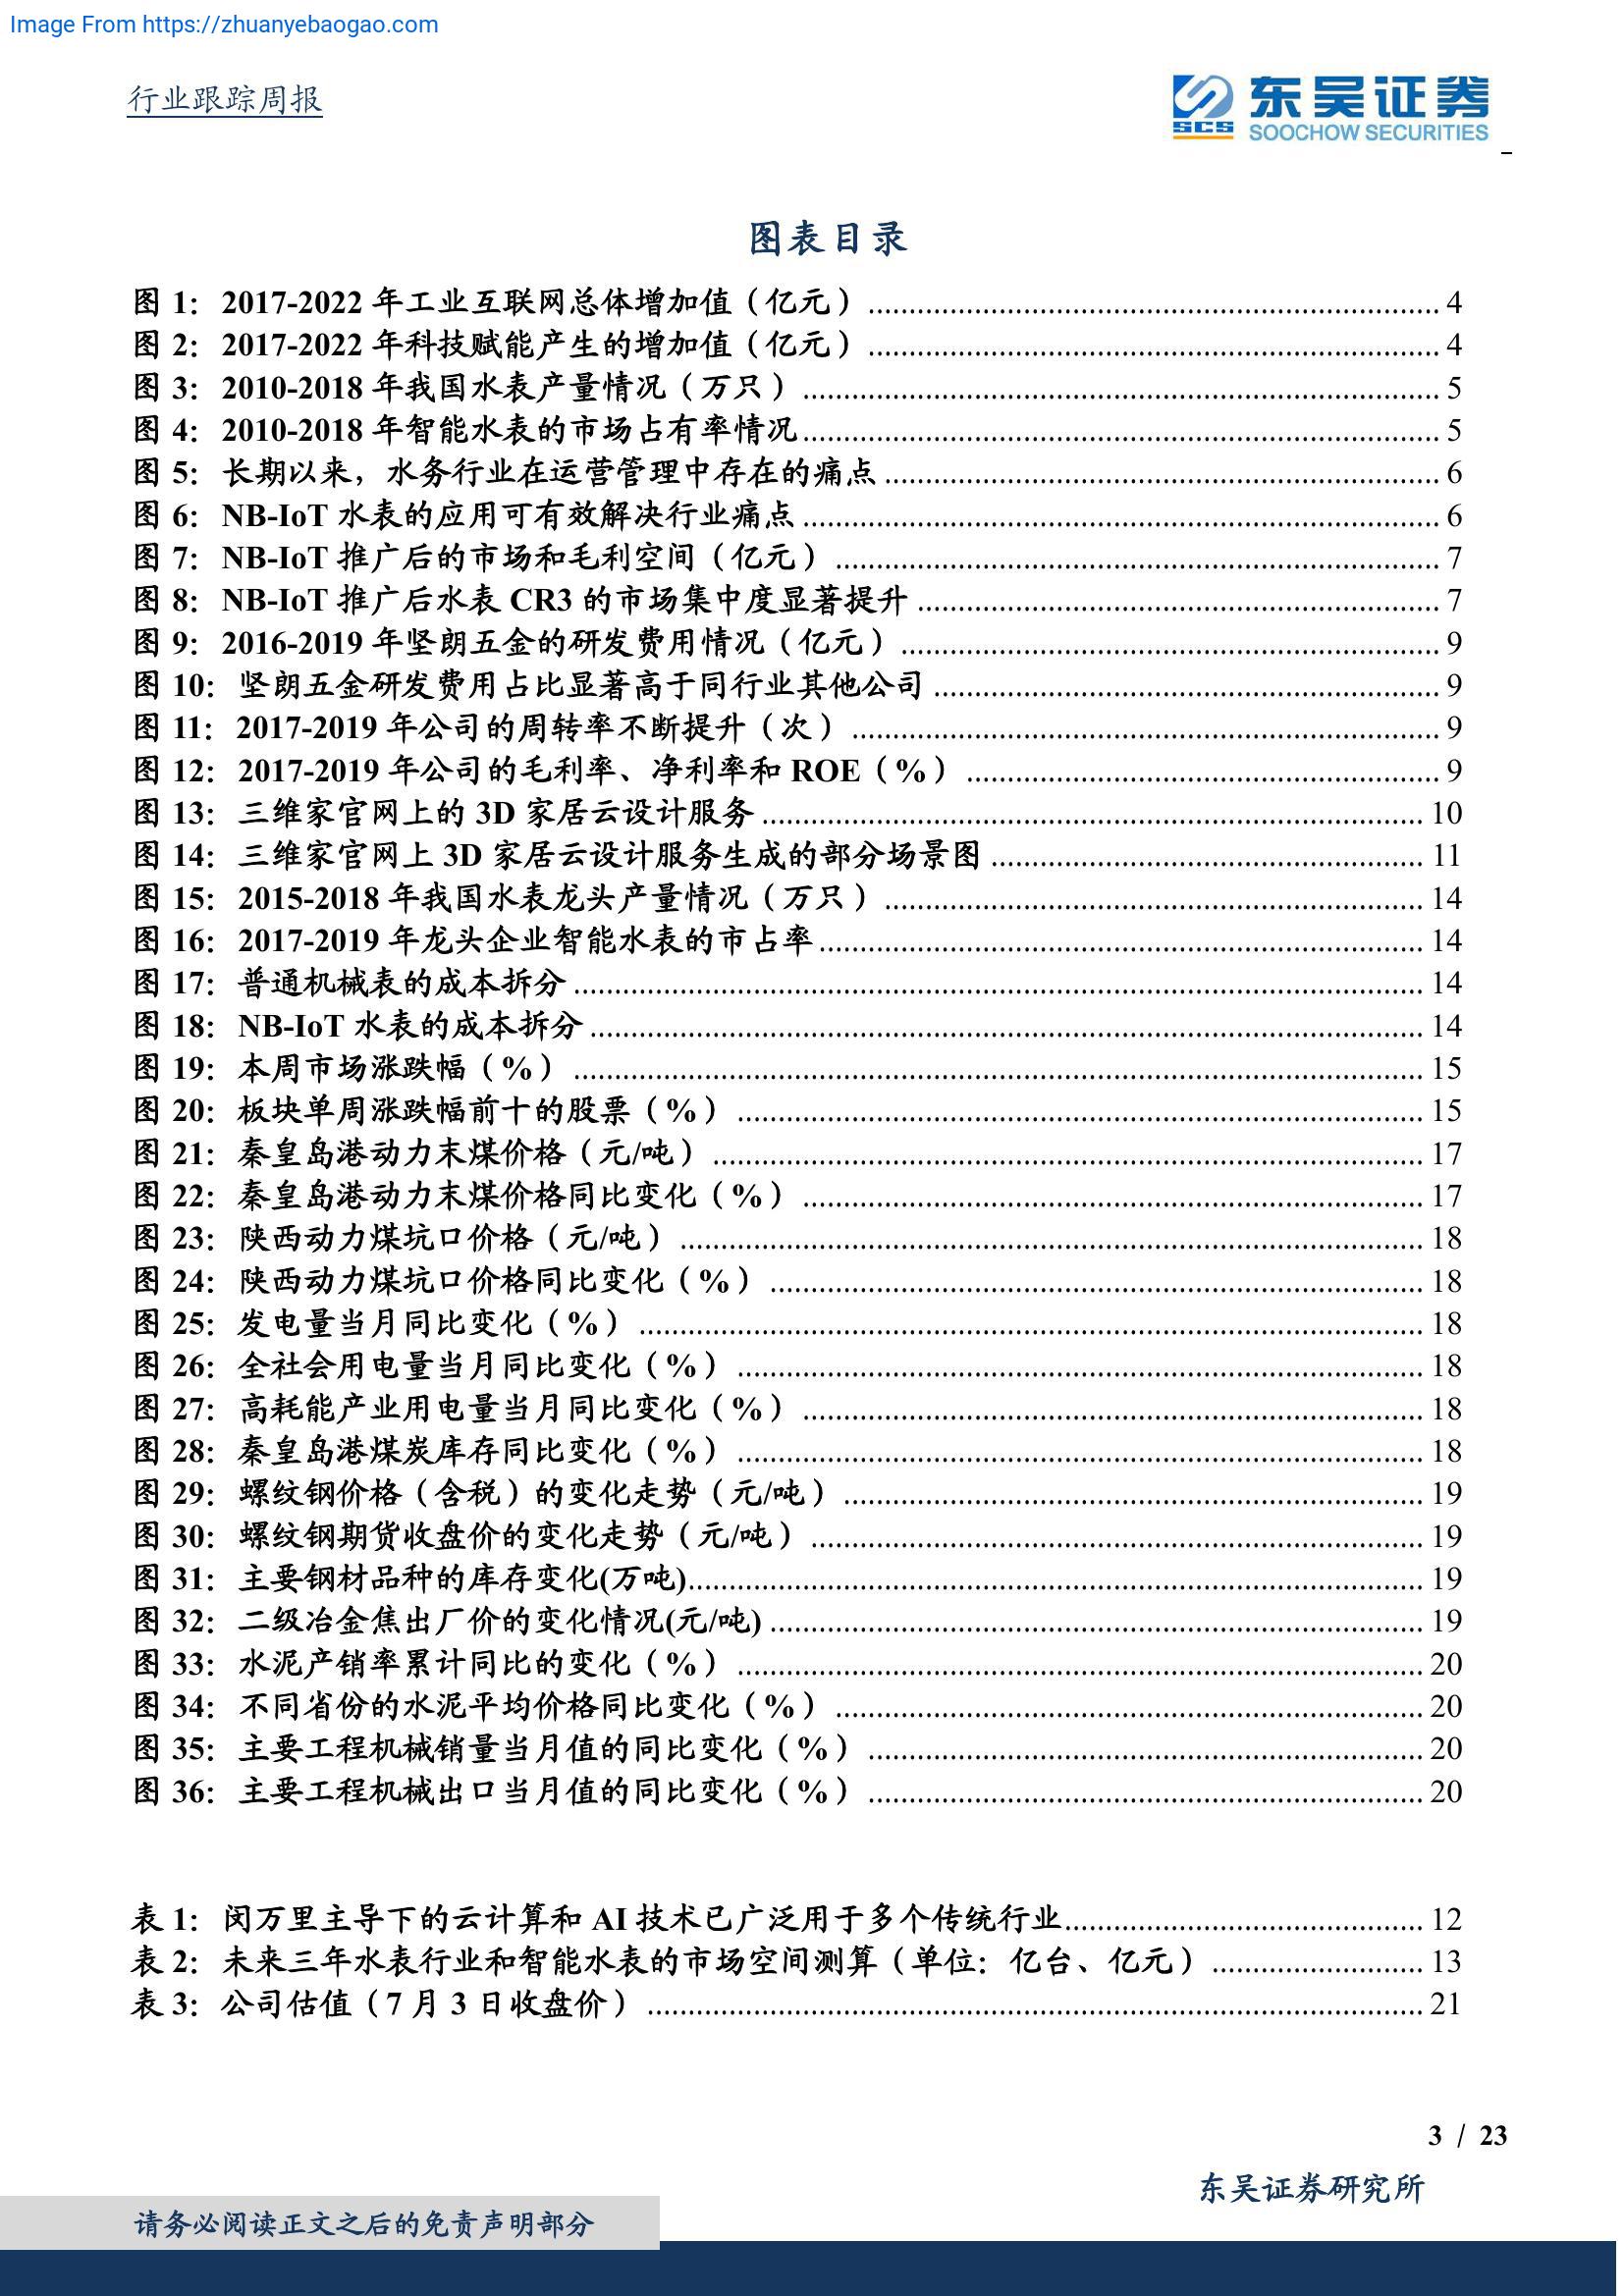 Image From https://zhuanyebaogao.com
行业跟踪周报
SCS 东吴证券
SOOCHOW SECURITIES
图表目录
图 1: 2017-2022 年工业互联网总体增加值（亿元） 4
图 2: 2017-2022 年科技赋能产生的增加值（亿元） 4
图 3: 2010-2018 年我国水表产量情况（万只） 5
图 4: 2010-2018 年智能水表的市场占有率情况 5
图 5: 长期以来，水务行业在运营管理中存在的痛点 6
图 6: NB-IoT 水表的应用可有效解决行业痛点 6
图 7: NB-IoT 推广后的市场和毛利空间（亿元） 7
图 8: NB-IoT 推广后水表 CR3 的市场集中度显著提升 7
图 9: 2016-2019 年坚朗五金的研发费用情况（亿元） 9
图 10: 坚朗五金研发费用占比显著高于同行业其他公司 9
图 11: 2017-2019 年公司的周转率不断提升（次） 9
图 12: 2017-2019 年公司的毛利率、净利率和 ROE（%） 9
图 13: 三维家官网上的 3D 家居云设计服务 10
图 14: 三维家官网上 3D 家居云设计服务生成的部分场景图 11
图 15: 2015-2018 年我国水表龙头产量情况（万只） 14
图 16: 2017-2019 年龙头企业智能水表的市占率 14
图 17: 普通机械表的成本拆分 14
图 18: NB-IoT 水表的成本拆分 14
图 19: 本周市场涨跌幅（%） 15
图 20: 板块单周涨跌幅前十的股票（%） 15
图 21: 秦皇岛港动力末煤价格（元/吨） 17
图 22: 秦皇岛港动力末煤价格同比变化（%） 17
图 23: 陕西动力煤坑口价格（元/吨） 18
图 24: 陕西动力煤坑口价格同比变化（%） 18
图 25: 发电量当月同比变化（%） 18
图 26: 全社会用电量当月同比变化（%） 18
图 27: 高耗能产业用电量当月同比变化（%） 18
图 28: 秦皇岛港煤炭库存同比变化（%） 18
图 29: 螺纹钢价格（含税）的变化走势（元/吨） 19
图 30: 螺纹钢期货收盘价的变化走势（元/吨） 19
图 31: 主要钢材品种的库存变化(万吨) 19
图 32: 二级冶金焦出厂价的变化情况(元/吨) 19
图 33: 水泥产销率累计同比的变化（%） 20
图 34: 不同省份的水泥平均价格同比变化（%） 20
图 35: 主要工程机械销量当月值的同比变化（%） 20
图 36: 主要工程机械出口当月值的同比变化（%） 20
表 1: 闵万里主导下的云计算和 AI 技术已广泛用于多个传统行业 12
表 2: 未来三年水表行业和智能水表的市场空间测算（单位：亿台、亿元） 13
表 3: 公司估值（7 月 3 日收盘价） 21
3 / 23
东吴证券研究所
请务必阅读正文之后的免责声明部分